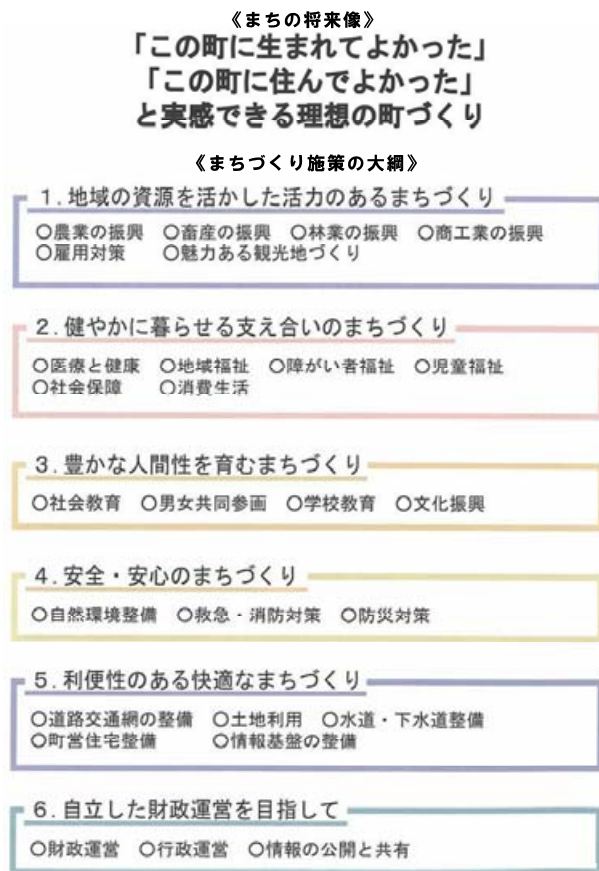 《まちの将来像》
「この町に生まれてよかった」
「この町に住んでよかった」
と実感できる理想の町づくり
《まちづくり施策の大綱》
1.地域の資源を活かした活力のあるまちづくり
○農業の振興 ○畜産の振興 ○林業の振興 ○商工業の振興
○雇用対策 ○魅力ある観光地づくり
2.健やかに暮らせる支え合いのまちづくり
○医療と健康 ○地域福祉 ○障がい者福祉 ○児童福祉
○社会保障 ○消費生活
3.豊かな人間性を育むまちづくり
○社会教育 ○男女共同参画 ○学校教育 ○文化振興
4.安全・安心のまちづくり
○自然環境整備 ○救急・消防対策 ○防災対策
5.利便性のある快適なまちづくり
○道路交通網の整備 ○土地利用 ○水道・下水道整備
○町営住宅整備 ○情報基盤の整備
6.自立した財政運営を目指して
○財政運営 ○行政運営 ○情報の公開と共有